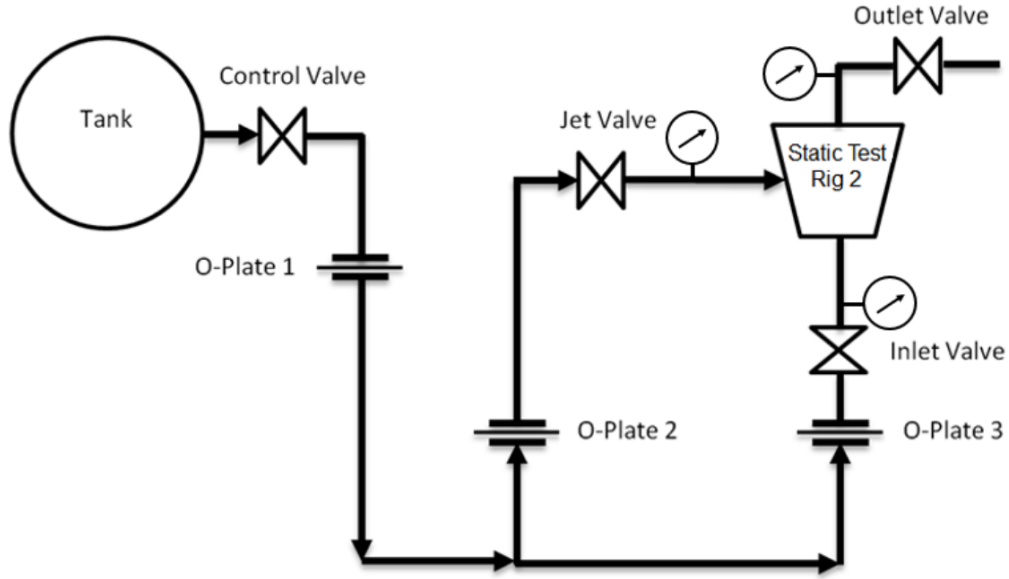 Outlet Valve
Control Valve
Tank
Jet Valve
Static Test
Rig 2
O-Plate 1
Inlet Valve
O-Plate 2
O-Plate 3